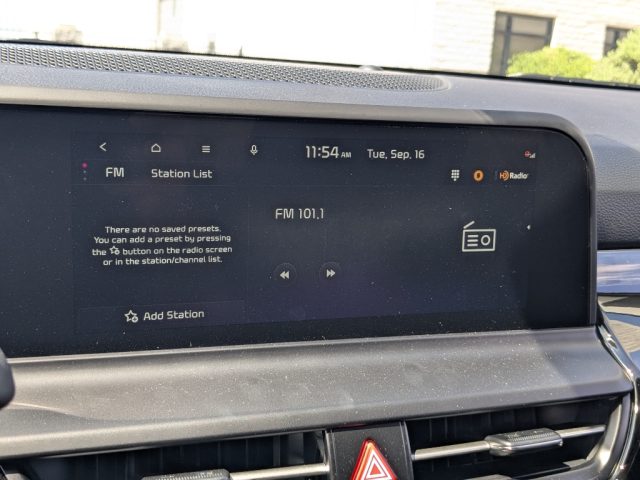 11:54 AM Tue, Sep, 16
FM Station List HD Radio
FM 101.1
There are no saved presets.
You can add a preset by pressing
the button on the radio screen
or in the station/channel list.
Add Station